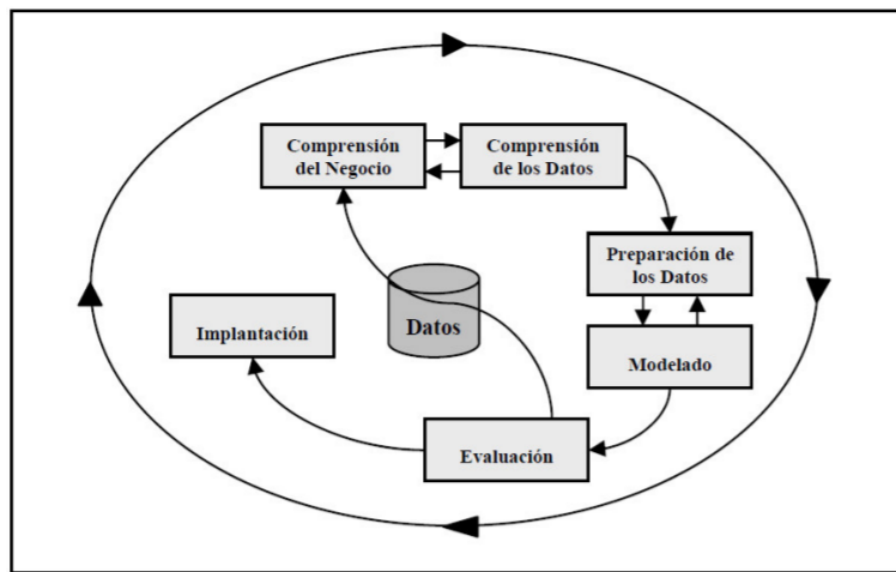 Comprensión
del Negocio
Comprensión
de los Datos
Preparación de
los Datos
Modelado
Evaluación
Implantación
Datos